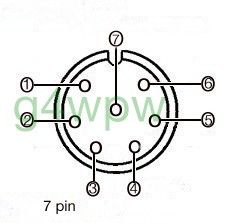 ⑦
① ⑥
g4wpw
② ⑤
③ ④
7 pin